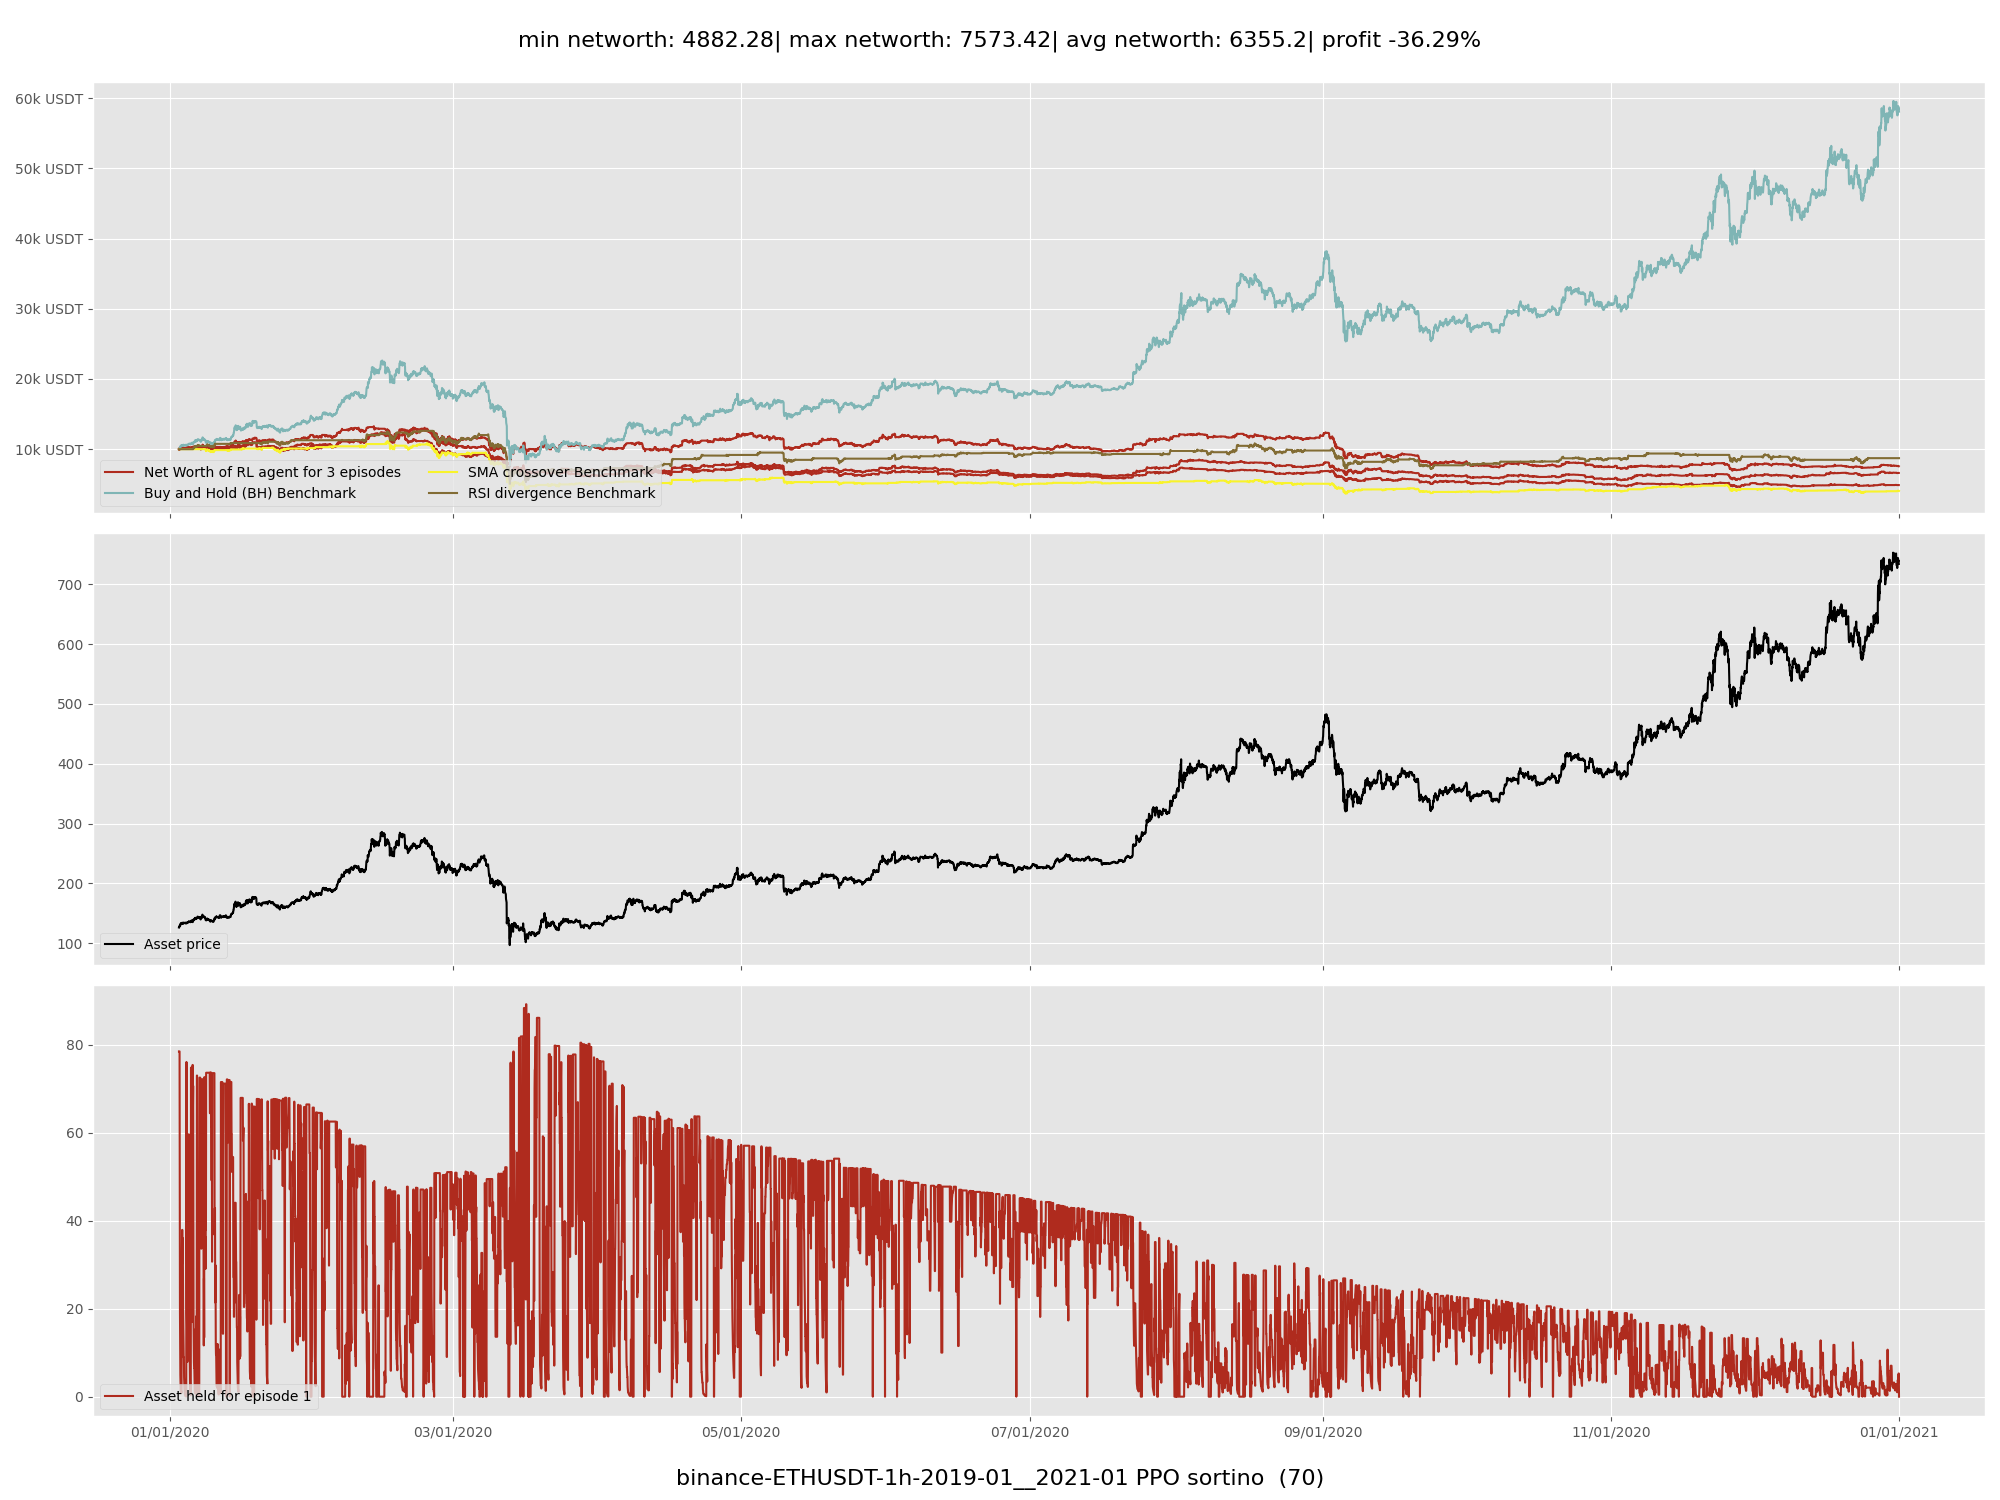 min networth: 4882.28| max networth: 7573.42| avg networth: 6355.2| profit -36.29%
60k USDT
50k USDT
40k USDT
30k USDT
20k USDT
10k USDT
Net Worth of RL agent for 3 episodes
Buy and Hold (BH) Benchmark
SMA crossover Benchmark
RSI divergence Benchmark
700
600
500
400
300
200
100
Asset price
80
60
40
20
0
Asset held for episode 1
01/01/2020
03/01/2020
05/01/2020
07/01/2020
09/01/2020
11/01/2020
01/01/2021
binance-ETHUSDT-1h-2019-01__2021-01 PPO sortino  (70)